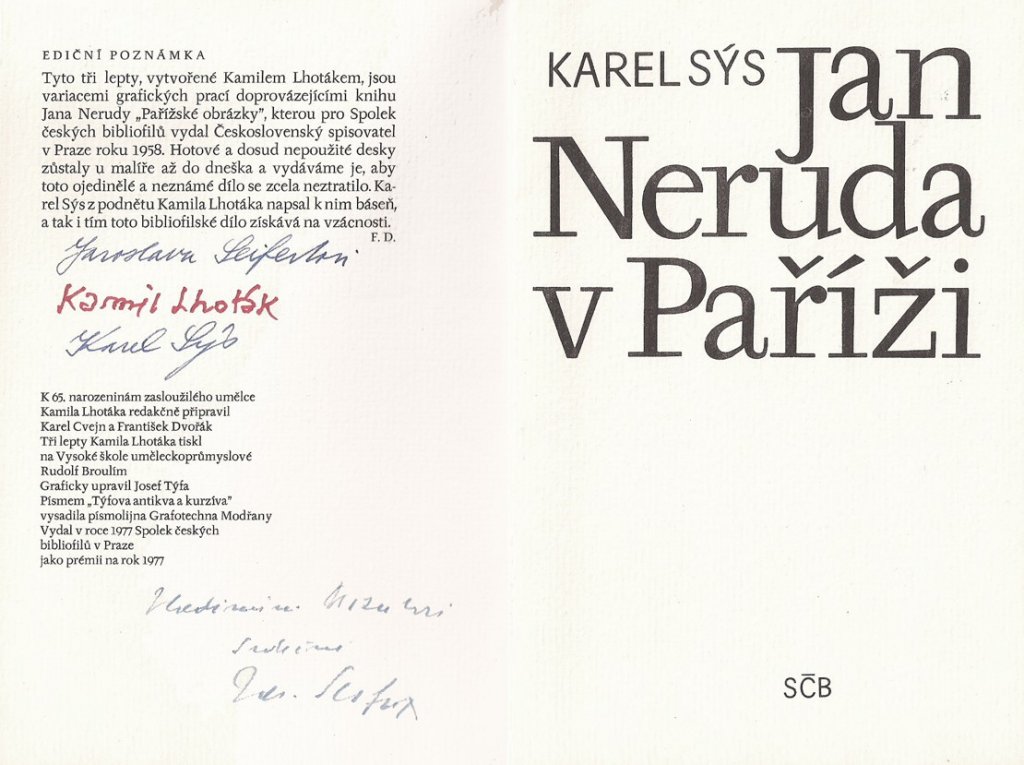 EDIČNÍ POZNÁMKA
Tyto tři lepty, vytvořené Kamilem Lhotákem, jsou
variacemi grafických prací doprovázejícími knihu
Jana Nerudy „Pařížské obrázky”, kterou pro Spolek
českých bibliofilů vydal Československý spisovatel
v Praze roku 1958. Hotové a dosud nepoužité desky
zůstaly u malíře až do dneška a vydáváme je, aby
toto ojedinělé a neznámé dílo se zcela neztratilo. Ka-
rel Sýs z podnětu Kamila Lhotáka napsal k nim báseň,
a tak i tím toto bibliofilské dílo získává na vzácnosti.
F. D.
Jaroslavu Seifertovi
Kamil Lhoták
Karel Sýs
K 65. narozeninám zasloužilého umělce
Kamila Lhotáka redakčně připravil
Karel Cvejn a František Dvořák
Tři lepty Kamila Lhotáka tiskl
na Vysoké škole uměleckoprůmyslové
Rudolf Broulím
Graficky upravil Josef Týfa
Písmem „Týfova antikva a kurzíva”
vysadila písmolijna Grafotechna Modřany
Vydal v roce 1977 Spolek českých
bibliofilů v Praze
jako prémii na rok 1977
srdečně
KAREL SÝS
Jan
Neruda
v Paříži
SČB